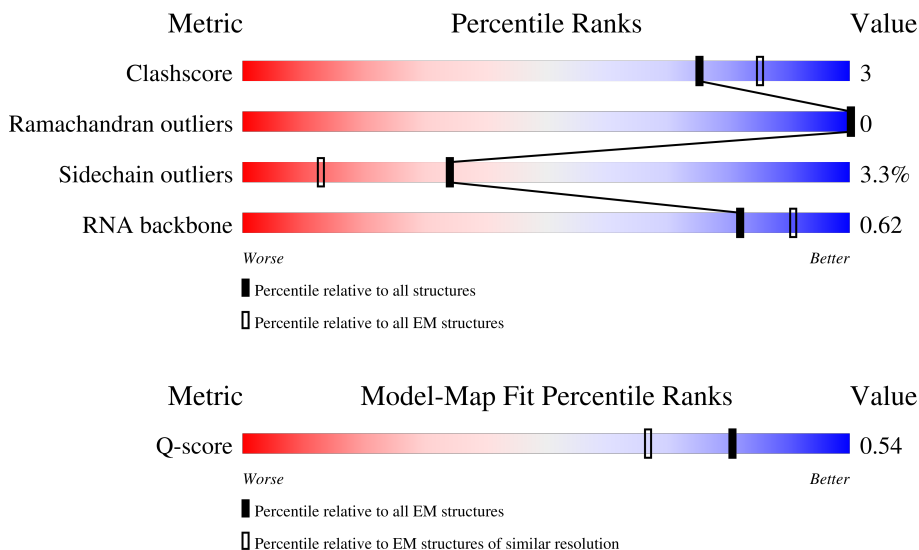 Metric Percentile Ranks Value
Clashscore 3
Ramachandran outliers 0
Sidechain outliers 3.3%
RNA backbone 0.62
Worse Better
Percentile relative to all structures
Percentile relative to all EM structures
Metric Model-Map Fit Percentile Ranks Value
Q-score 0.54
Worse Better
Percentile relative to all EM structures
Percentile relative to EM structures of similar resolution